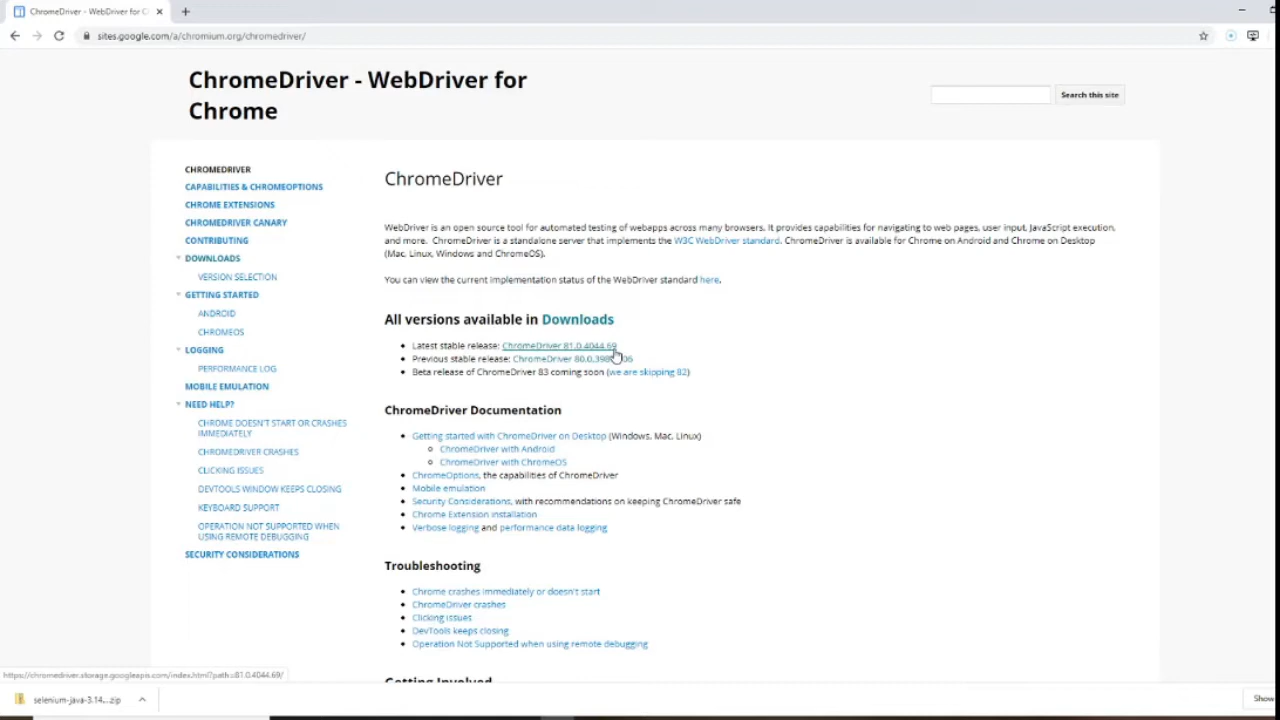 ChromeDriver - WebDriver for C
sites.google.com/a/chromium.org/chromedriver/
ChromeDriver - WebDriver for
Chrome
Search this site
CHROMEDRIVER
CAPABILITIES & CHROMEOPTIONS
CHROME EXTENSIONS
CHROMEDRIVER CANARY
CONTRIBUTING
DOWNLOADS
VERSION SELECTION
GETTING STARTED
ANDROID
CHROMEOS
LOGGING
PERFORMANCE LOG
MOBILE EMULATION
NEED HELP?
CHROME DOESN'T START OR CRASHES
IMMEDIATELY
CHROMEDRIVER CRASHES
CLICKING ISSUES
DEVTOOLS WINDOW KEEPS CLOSING
KEYBOARD SUPPORT
OPERATION NOT SUPPORTED WHEN
USING REMOTE DEBUGGING
SECURITY CONSIDERATIONS
ChromeDriver
WebDriver is an open source tool for automated testing of webapps across many browsers. It provides capabilities for navigating to web pages, user input, JavaScript execution,
and more. ChromeDriver is a standalone server that implements the W3C WebDriver standard. ChromeDriver is available for Chrome on Android and Chrome on Desktop
(Mac, Linux, Windows and ChromeOS).
You can view the current implementation status of the WebDriver standard here.
All versions available in Downloads
Latest stable release: ChromeDriver 81.0.4044.69
Previous stable release: ChromeDriver
Beta release of ChromeDriver 83 coming soon (we are skipping 82)
ChromeDriver Documentation
Getting started with ChromeDriver on Desktop (Windows, Mac, Linux)
ChromeDriver with Android
ChromeDriver with ChromeOS
ChromeOptions, the capabilities of ChromeDriver
Mobile emulation
Security Considerations, with recommendations on keeping ChromeDriver safe
Chrome Extension installation
Verbose logging and performance data logging
Troubleshooting
Chrome crashes immediately or doesn't start
ChromeDriver crashes
Clicking issues
DevTools keeps closing
Operation Not Supported when using remote debugging
Getting Involved
https://chromedriver.storage.googleapis.com/index.html?path=81.0.4044.69/
selenium-java-3.14....zip
Show